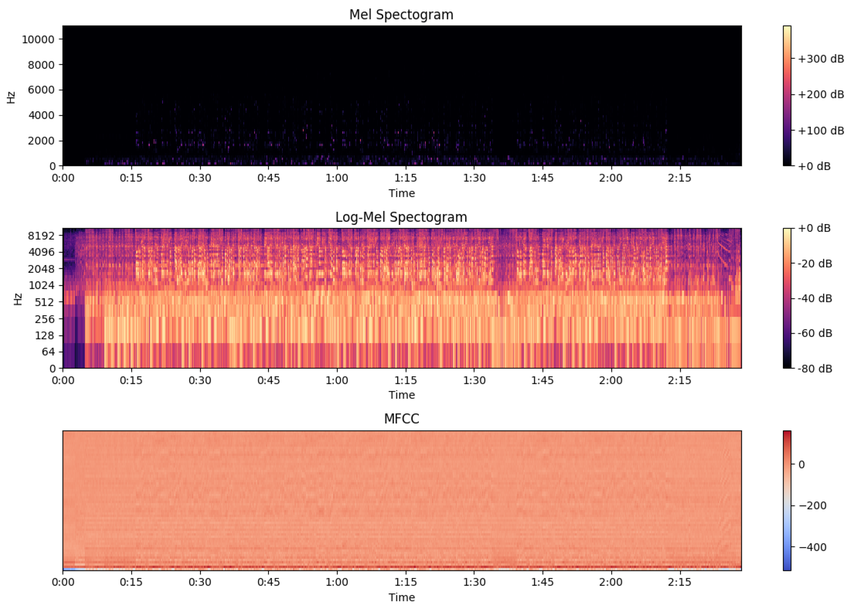 Mel Spectogram
10000
8000
6000
4000
2000
0
Hz
0:00 0:15 0:30 0:45 1:00 1:15 1:30 1:45 2:00 2:15
Time
+300 dB
+200 dB
+100 dB
+0 dB
Log-Mel Spectogram
8192
4096
2048
1024
512
256
128
64
0
Hz
0:00 0:15 0:30 0:45 1:00 1:15 1:30 1:45 2:00 2:15
Time
+0 dB
-20 dB
-40 dB
-60 dB
-80 dB
MFCC
0:00 0:15 0:30 0:45 1:00 1:15 1:30 1:45 2:00 2:15
Time
0
−200
−400